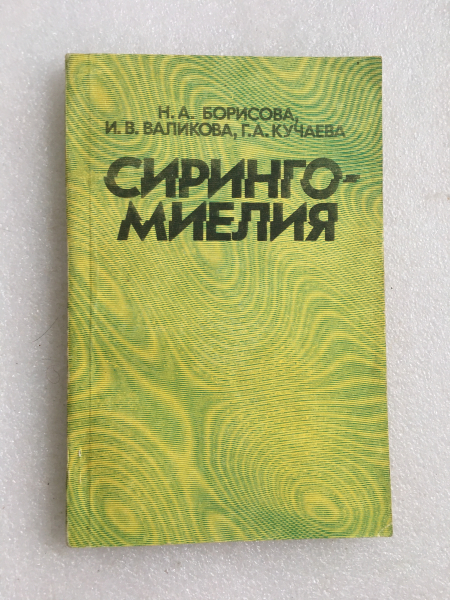 Н. А. БОРИСОВА,
И. В. ВАЛИКОВА, Г. А. КУЧАЕВА
СИРИНГО-
МИЕЛИЯ